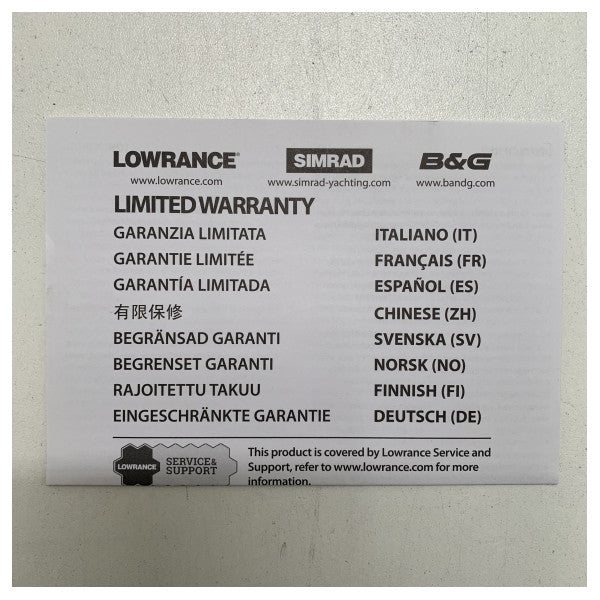 LOWRANCE® SIMRAD B&G
www.lowrance.com www.simrad-yachting.com www.bandg.com
LIMITED WARRANTY
GARANZIA LIMITATA ITALIANO (IT)
GARANTIE LIMITÉE FRANÇAIS (FR)
GARANTÍA LIMITADA ESPAÑOL (ES)
有限保修 CHINESE (ZH)
BEGRÄNSAD GARANTI SVENSKA (SV)
BEGRENSET GARANTI NORSK (NO)
RAJOITETTU TAKUU FINNISH (FI)
EINGESCHRÄNKTE GARANTIE DEUTSCH (DE)
LOWRANCE SERVICE & SUPPORT
This product is covered by Lowrance Service and
Support, refer to www.lowrance.com for more
information.